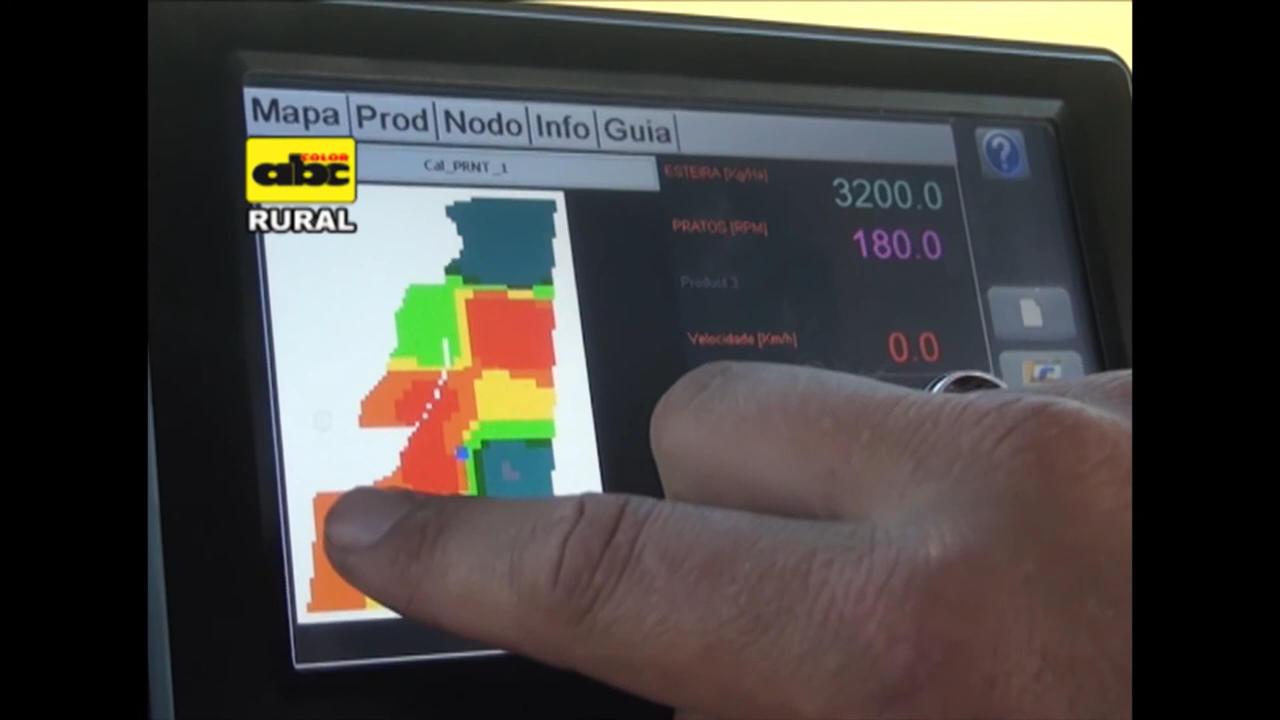 Mapa Prod Nodo Info Guia
COLOR
abc
RURAL
Cal_PRNT_1
ESTEIRA [Kg/Ha]
3200.0
PRATOS [RPM]
180.0
Product 3
Velocidade [Km/h]
0.0
?